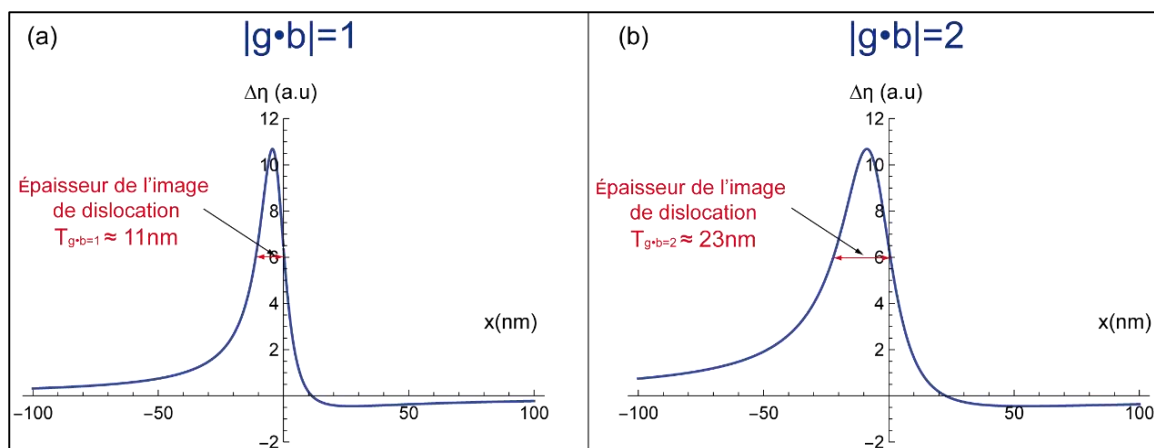 (a)
|g•b|=1
Δη (a.u)
12
10
8
6
4
2
-2
-100
-50
50
100
x(nm)
Épaisseur de l’image
de dislocation
Tg•b=1 ≈ 11nm
(b)
|g•b|=2
Δη (a.u)
12
10
8
6
4
2
-2
-100
-50
50
100
x(nm)
Épaisseur de l’image
de dislocation
Tg•b=2 ≈ 23nm